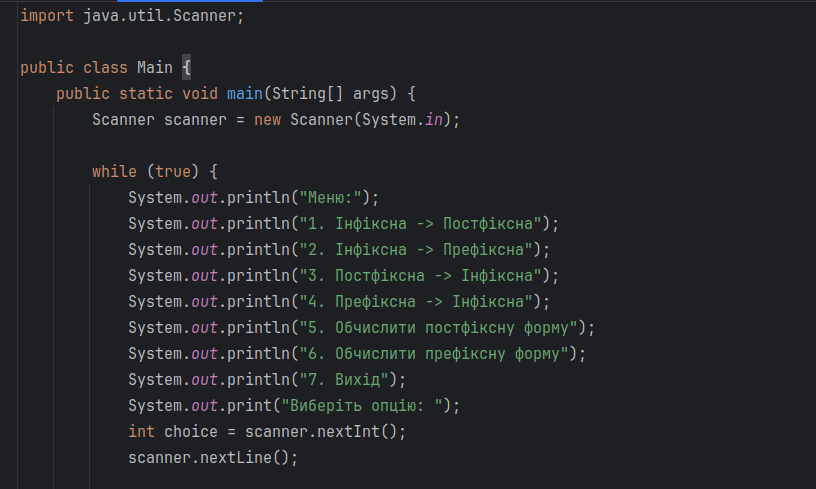 import java.util.Scanner;
public class Main {
public static void main(String[] args) {
Scanner scanner = new Scanner(System.in);
while (true) {
System.out.println("Меню:");
System.out.println("1. Інфіксна -> Постфіксна");
System.out.println("2. Інфіксна -> Префіксна");
System.out.println("3. Постфіксна -> Інфіксна");
System.out.println("4. Префіксна -> Інфіксна");
System.out.println("5. Обчислити постфіксну форму");
System.out.println("6. Обчислити префіксну форму");
System.out.println("7. Вихід");
System.out.print("Виберіть опцію: ");
int choice = scanner.nextInt();
scanner.nextLine();